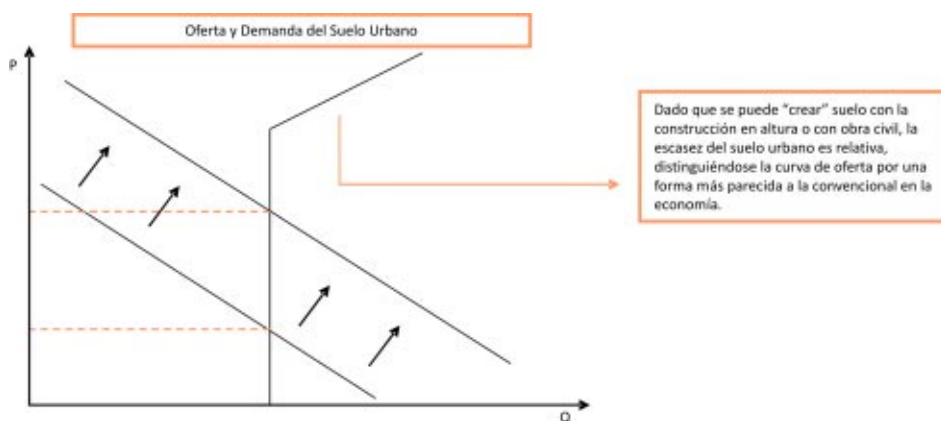 Oferta y Demanda del Suelo Urbano
P
Dado que se puede “crear” suelo con la
construcción en altura o con obra civil, la
escasez del suelo urbano es relativa,
distinguiéndose la curva de oferta por una
forma más parecida a la convencional en la
economía.
Q